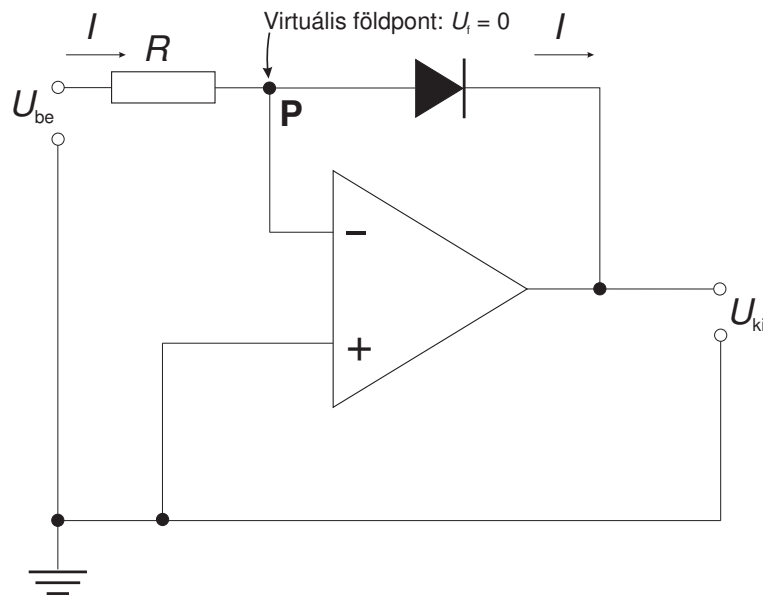 I
R
Virtuális földpont: Uf = 0
I
Ube
P
−
+
Uki